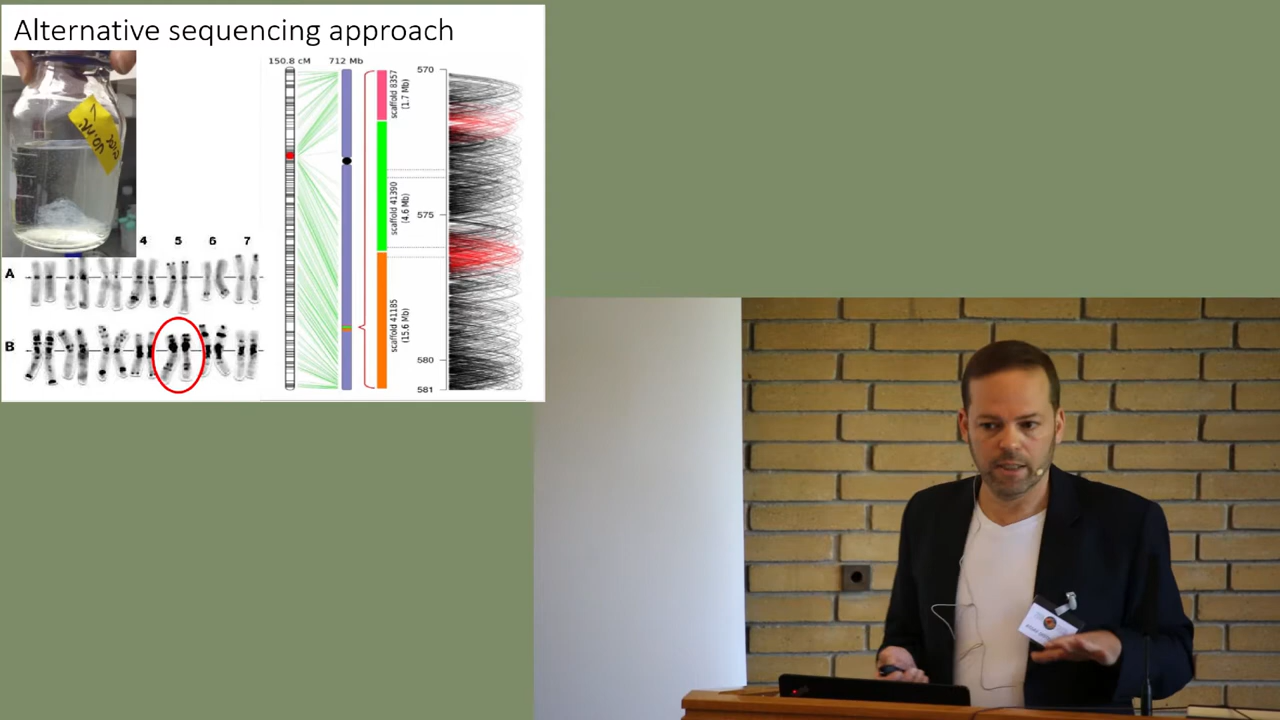 Alternative sequencing approach
150.8 cM
712 Mb
570
575
580
581
scaffold 8357
(1.7 Mb)
scaffold 41390
(4.6 Mb)
scaffold 41185
(15.6 Mb)
4
5
6
7
A
B